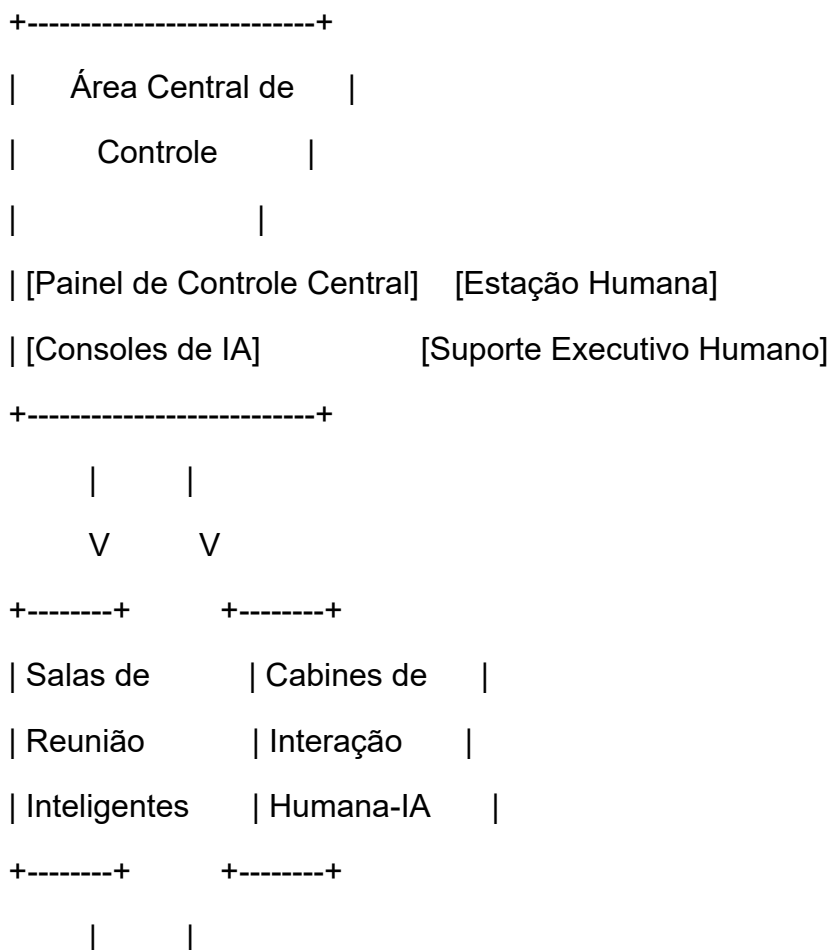 +---------------------------+
|      Área Central de      |
|         Controle          |
|                           |
| [Painel de Controle Central]    [Estação Humana]
| [Consoles de IA]                  [Suporte Executivo Humano]
+---------------------------+
         |          |
         V          V
+--------+          +--------+
| Salas de           | Cabines de      |
| Reunião            | Interação       |
| Inteligentes       | Humana-IA       |
+--------+          +--------+
         |          |